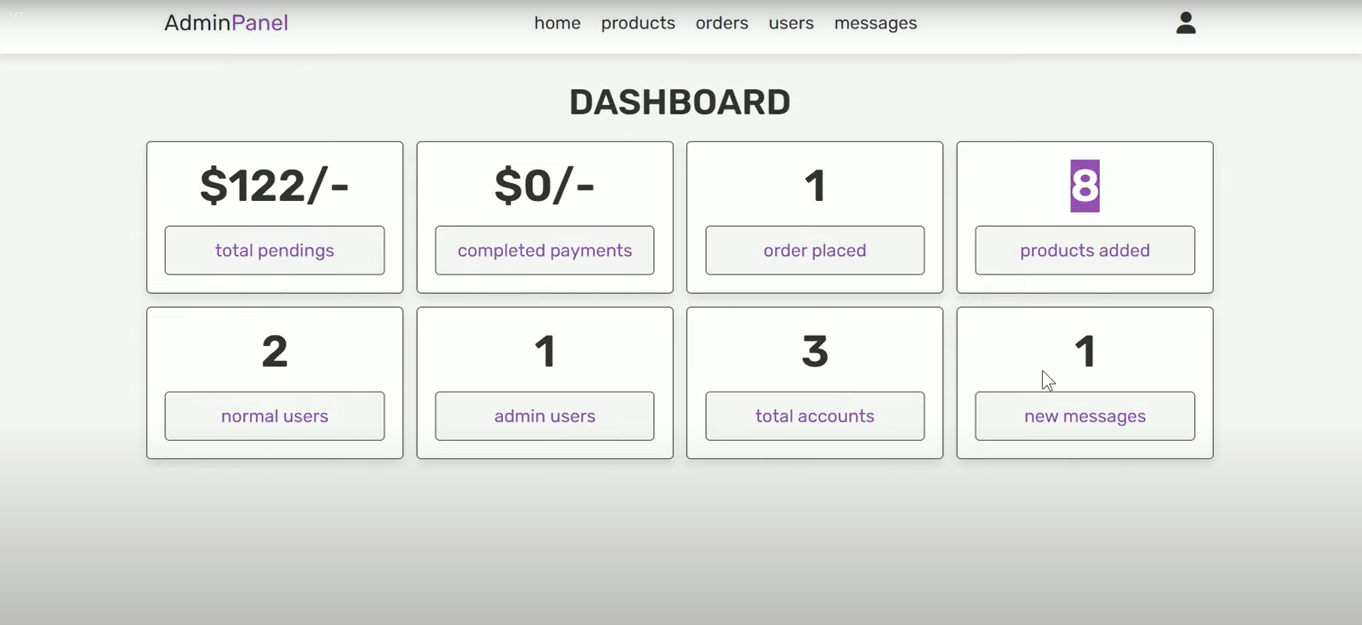 AdminPanel
home products orders users messages
DASHBOARD
$122/-
total pendings
$0/-
completed payments
1
order placed
8
products added
2
normal users
1
admin users
3
total accounts
1
new messages